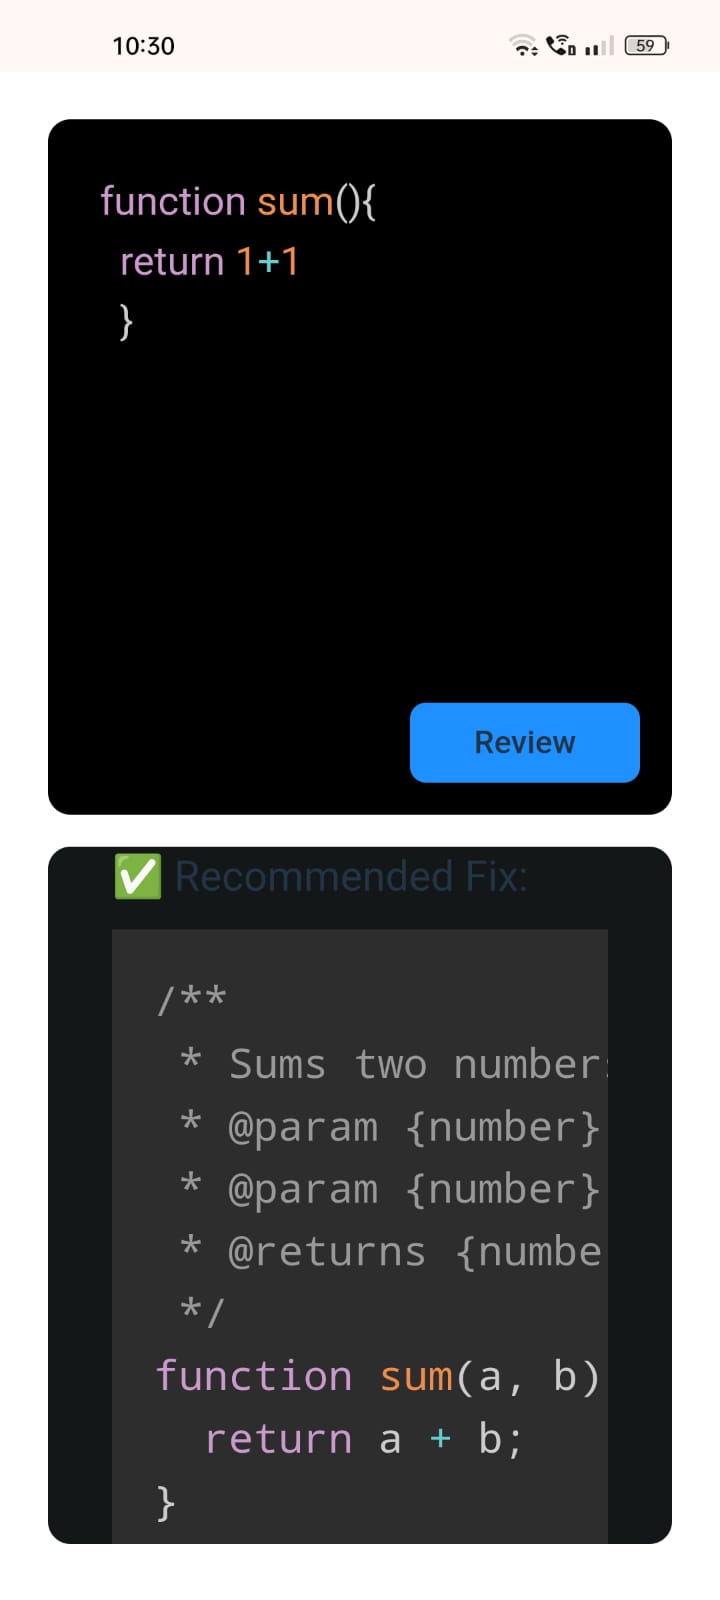 10:30
59
function sum(){
return 1+1
}
Review
✅ Recommended Fix:
/**
* Sums two number
* @param {number}
* @param {number}
* @returns {numbe
*/
function sum(a, b)
return a + b;
}